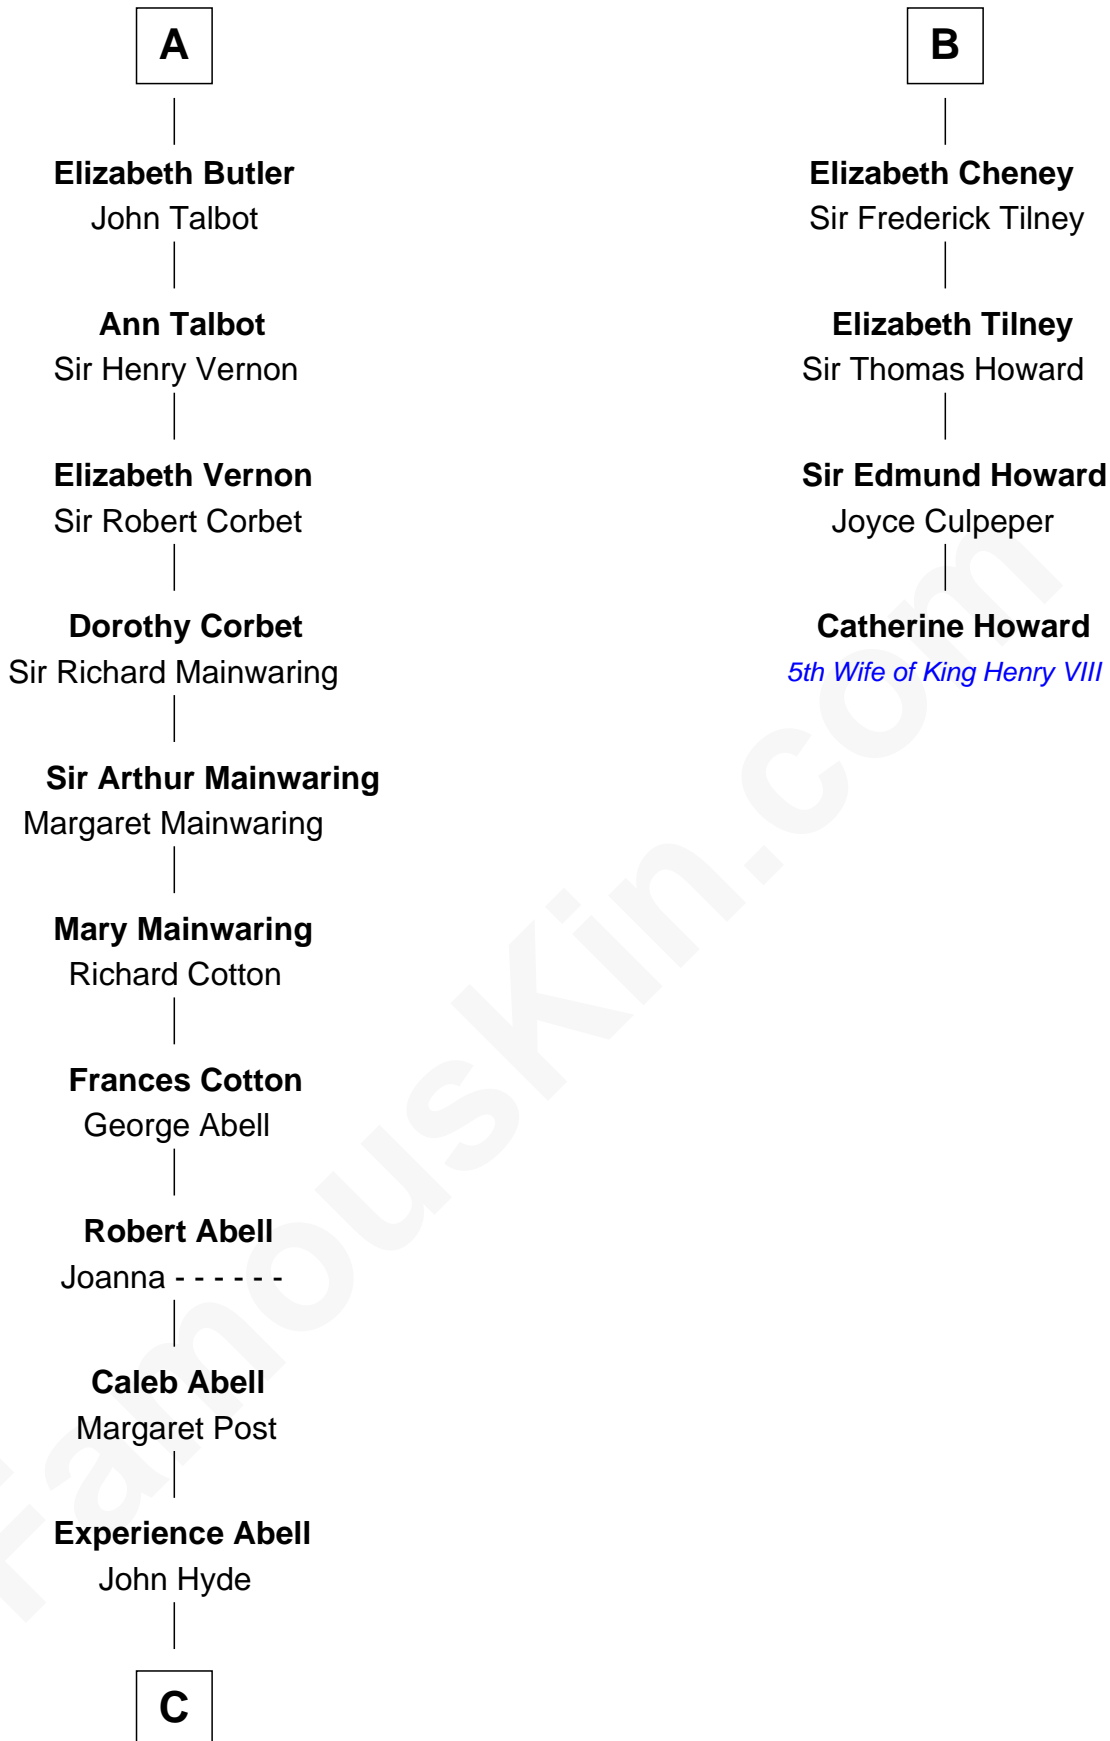 A
Elizabeth Butler
John Talbot
Ann Talbot
Sir Henry Vernon
Elizabeth Vernon
Sir Robert Corbet
Dorothy Corbet
Sir Richard Mainwaring
Sir Arthur Mainwaring
Margaret Mainwaring
Mary Mainwaring
Richard Cotton
Frances Cotton
George Abell
Robert Abell
Joanna - - - - - -
Caleb Abell
Margaret Post
Experience Abell
John Hyde
C
B
Elizabeth Cheney
Sir Frederick Tilney
Elizabeth Tilney
Sir Thomas Howard
Sir Edmund Howard
Joyce Culpeper
Catherine Howard
5th Wife of King Henry VIII
FamousKin.com